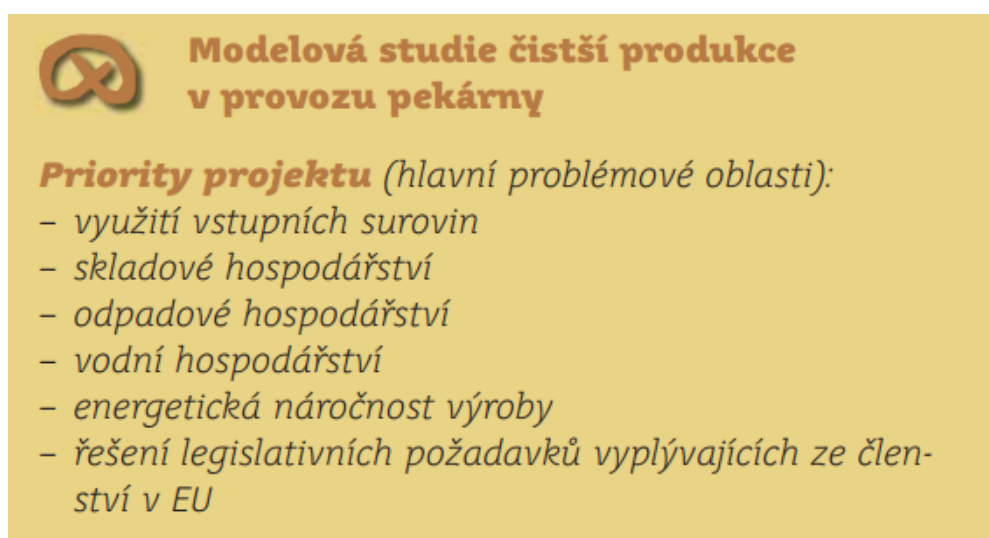 Modelová studie čistší produkce
v provozu pekárny
Priority projektu (hlavní problémové oblasti):
– využití vstupních surovin
– skladové hospodářství
– odpadové hospodářství
– vodní hospodářství
– energetická náročnost výroby
– řešení legislativních požadavků vyplývajících ze člen-
ství v EU